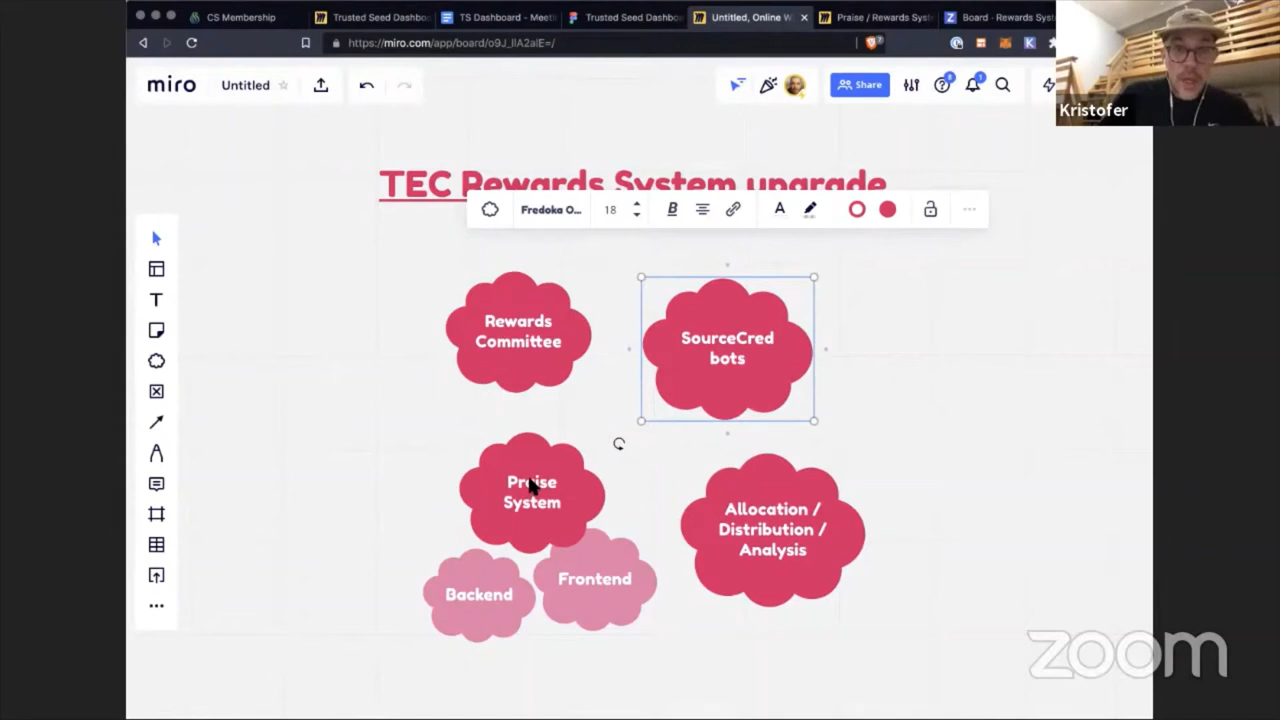 CS Membership
Trusted Seed Dashbo
TS Dashboard - Meeti
Trusted Seed Dashbo
Untitled, Online W
Praise / Rewards Syst
Board - Rewards Syst
https://miro.com/app/board/o9J_lIA2alE=/
miro
Untitled
Share
8
1
Kristofer
TEC Rewards System upgrade
Fredoka O...
18
B
A
T
Rewards
Committee
SourceCred
bots
Praise
System
Allocation /
Distribution /
Analysis
Backend
Frontend
zoom